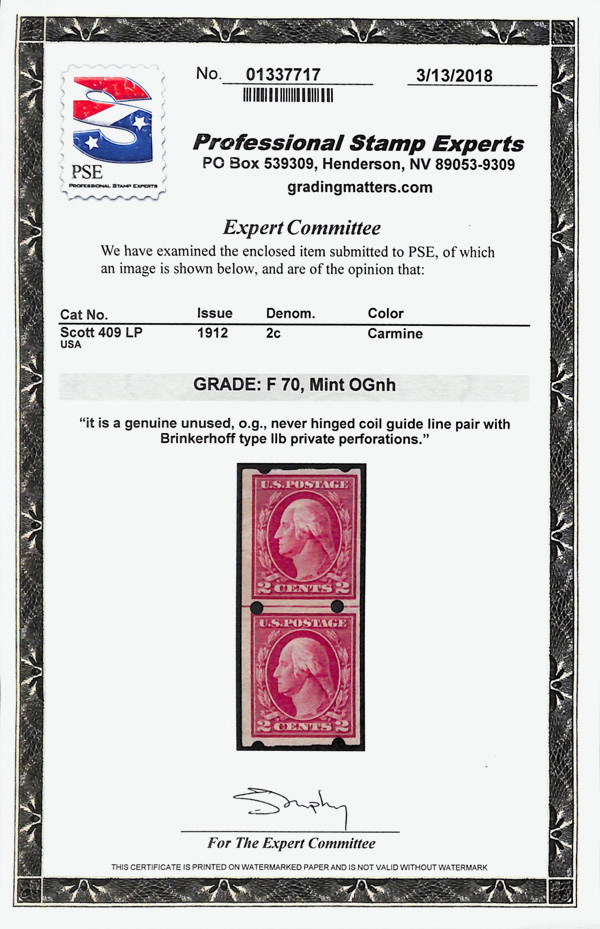 No. 01337717
3/13/2018
PSE
PROFESSIONAL STAMP EXPERTS
Professional Stamp Experts
PO Box 539309, Henderson, NV 89053-9309
gradingmatters.com
Expert Committee
We have examined the enclosed item submitted to PSE, of which
an image is shown below, and are of the opinion that:
Cat No. Issue Denom. Color
Scott 409 LP 1912 2c Carmine
USA
GRADE: F 70, Mint OGnh
“it is a genuine unused, o.g., never hinged coil guide line pair with
Brinkerhoff type IIb private perforations.”
U.S. POSTAGE
2 CENTS 2
U.S. POSTAGE
2 CENTS 2
For The Expert Committee
THIS CERTIFICATE IS PRINTED ON WATERMARKED PAPER AND IS NOT VALID WITHOUT WATERMARK